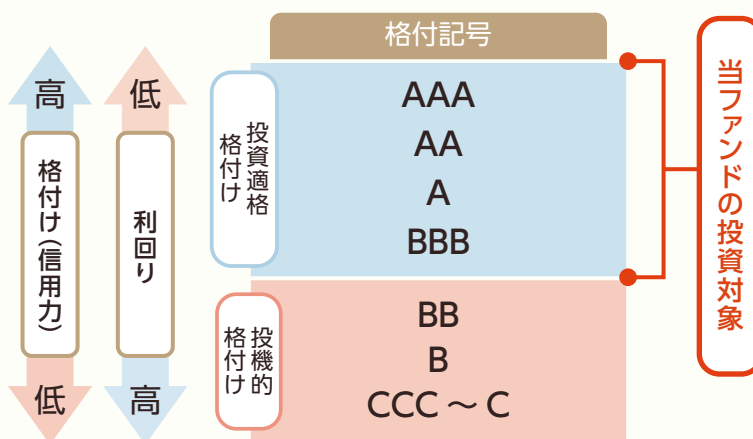 格付記号
高
低
格付け(信用力)
利回り
低
高
投資適格
格付け
AAA
AA
A
BBB
投機的
格付け
BB
B
CCC ～ C
当ファンドの投資対象